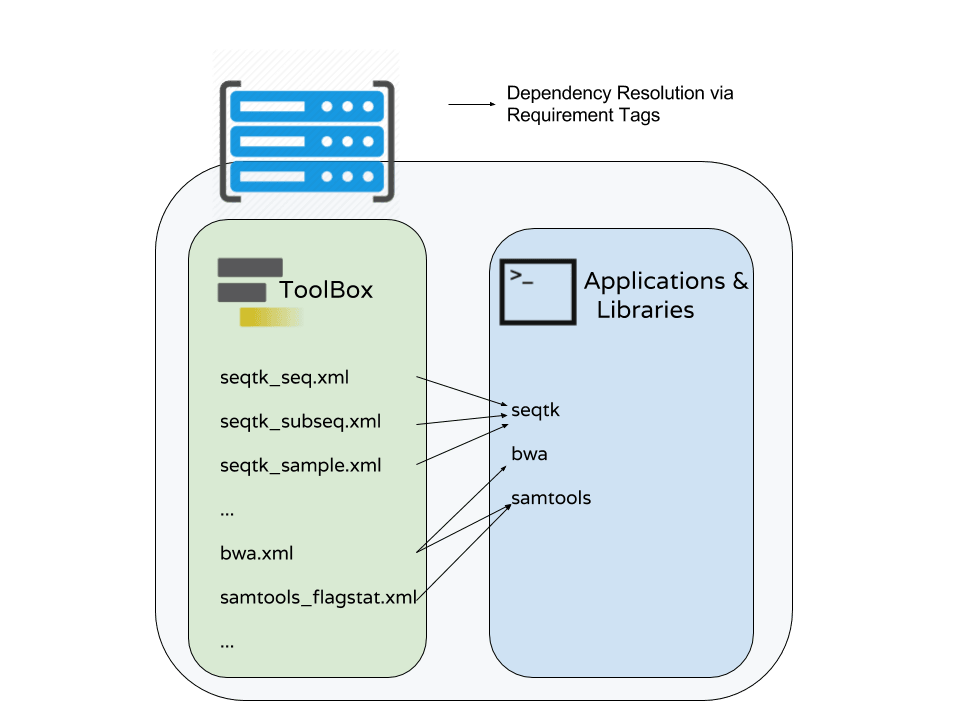 Dependency Resolution via
Requirement Tags
ToolBox
seqtk_seq.xml
seqtk_subseq.xml
seqtk_sample.xml
...
bwa.xml
samtools_flagstat.xml
...
>_
Applications &
Libraries
seqtk
bwa
samtools